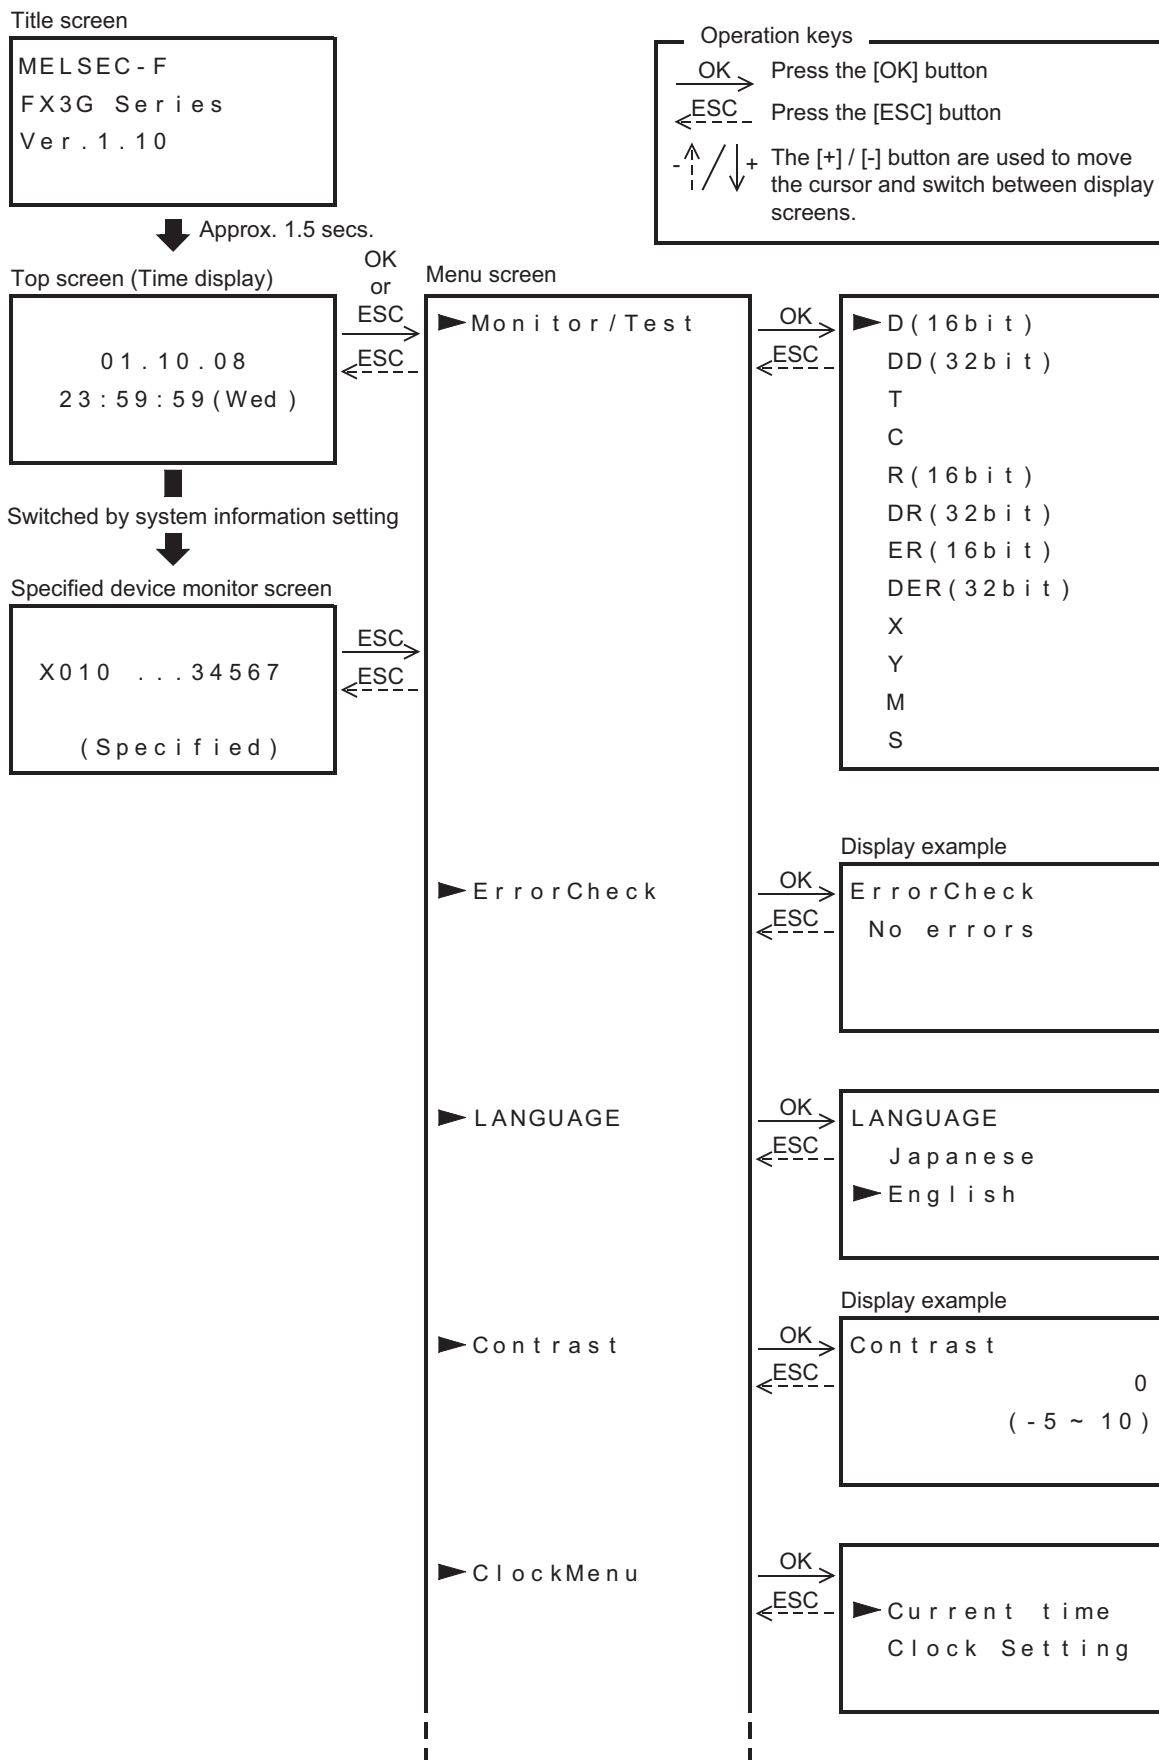 Title screen
MELSEC-F
FX3G Series
Ver.1.10
Operation keys
OK Press the [OK] button
ESC Press the [ESC] button
- / + The [+] / [-] button are used to move
the cursor and switch between display
screens.
Approx. 1.5 secs.
Top screen (Time display)
01.10.08
23:59:59(Wed)
OK
or
ESC
ESC
Switched by system information setting
Specified device monitor screen
X010 ...34567
(Specified)
ESC
ESC
Menu screen
Monitor/Test
OK
ESC
D(16bit)
DD(32bit)
T
C
R(16bit)
DR(32bit)
ER(16bit)
DER(32bit)
X
Y
M
S
ErrorCheck
OK
ESC
Display example
ErrorCheck
No errors
LANGUAGE
OK
ESC
LANGUAGE
Japanese
English
Contrast
OK
ESC
Display example
Contrast
0
(-5 ~ 10)
ClockMenu
OK
ESC
Current time
Clock Setting